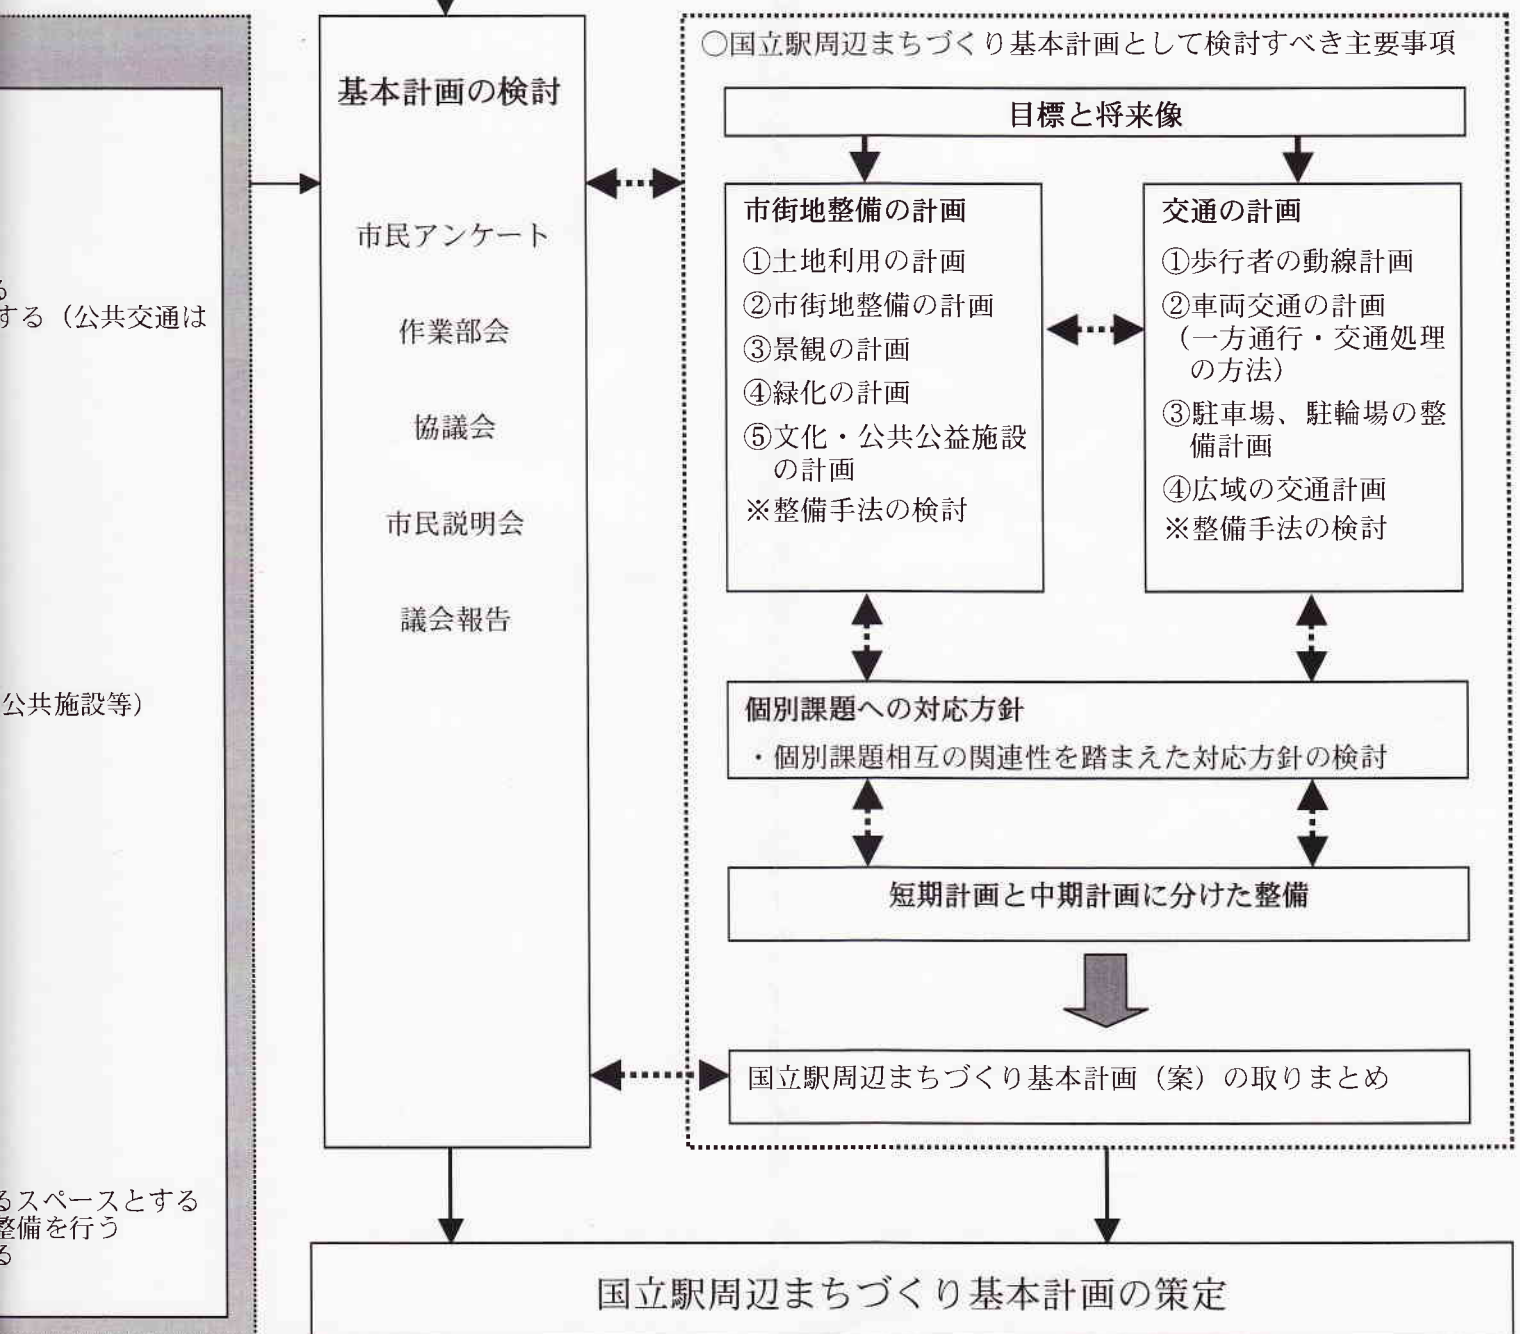 る
する（公共交通は
公共施設等）
るスペースとする
整備を行う
る
基本計画の検討
市民アンケート
作業部会
協議会
市民説明会
議会報告
○国立駅周辺まちづくり基本計画として検討すべき主要事項
目標と将来像
市街地整備の計画
①土地利用の計画
②市街地整備の計画
③景観の計画
④緑化の計画
⑤文化・公共公益施設
の計画
※整備手法の検討
交通の計画
①歩行者の動線計画
②車両交通の計画
（一方通行・交通処理
の方法）
③駐車場、駐輪場の整
備計画
④広域の交通計画
※整備手法の検討
個別課題への対応方針
・個別課題相互の関連性を踏まえた対応方針の検討
短期計画と中期計画に分けた整備
国立駅周辺まちづくり基本計画（案）の取りまとめ
国立駅周辺まちづくり基本計画の策定